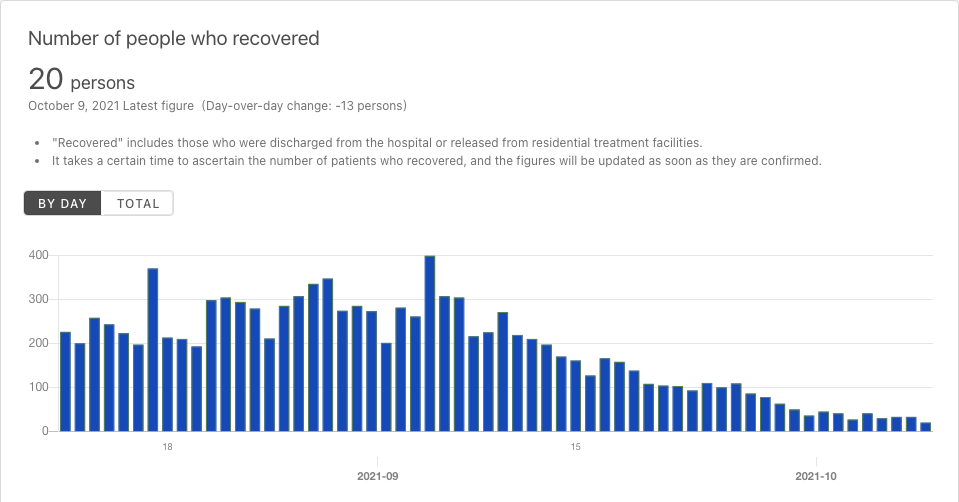 Number of people who recovered
20 persons
October 9, 2021 Latest figure (Day-over-day change: -13 persons)
• "Recovered" includes those who were discharged from the hospital or released from residential treatment facilities.
• It takes a certain time to ascertain the number of patients who recovered, and the figures will be updated as soon as they are confirmed.
BY DAY TOTAL
400
300
200
100
0
18 15
2021-09 2021-10